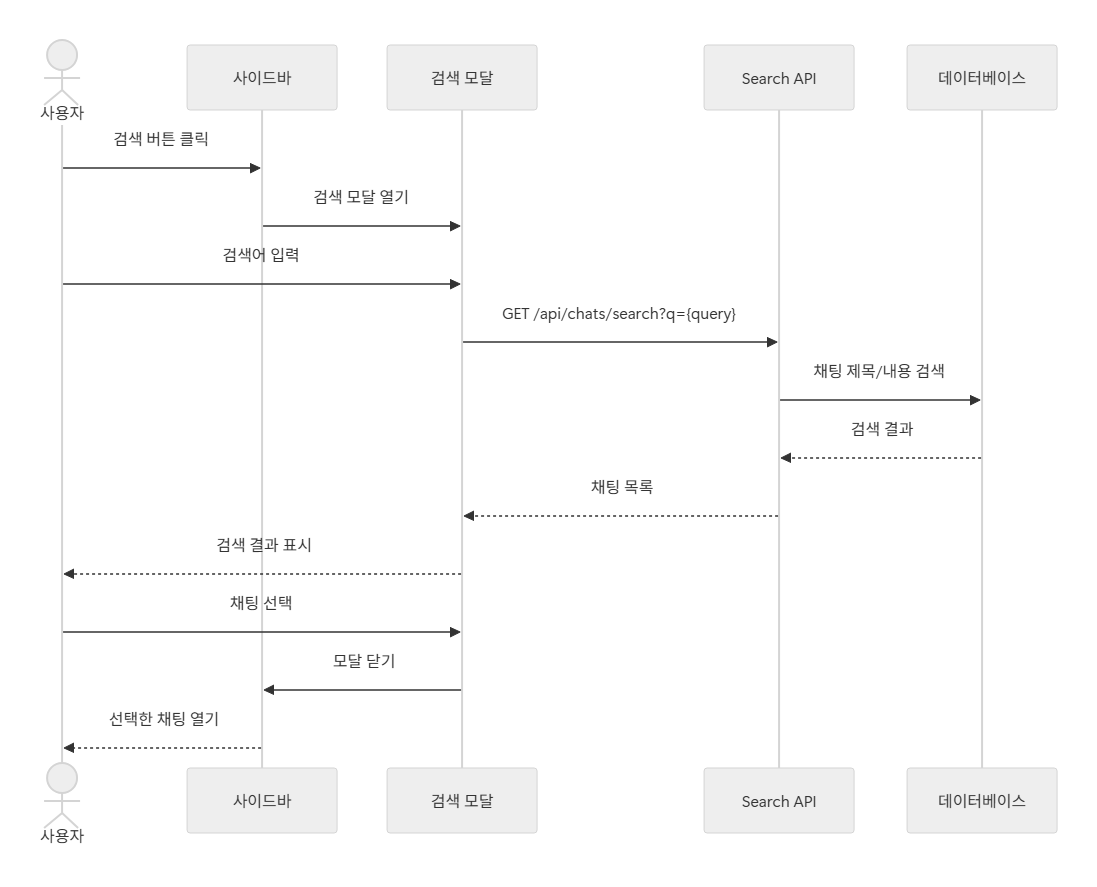 사용자
사이드바
검색 모달
Search API
데이터베이스
검색 버튼 클릭
검색 모달 열기
검색어 입력
GET /api/chats/search?q={query}
채팅 제목/내용 검색
검색 결과
채팅 목록
검색 결과 표시
채팅 선택
모달 닫기
선택한 채팅 열기
사용자
사이드바
검색 모달
Search API
데이터베이스